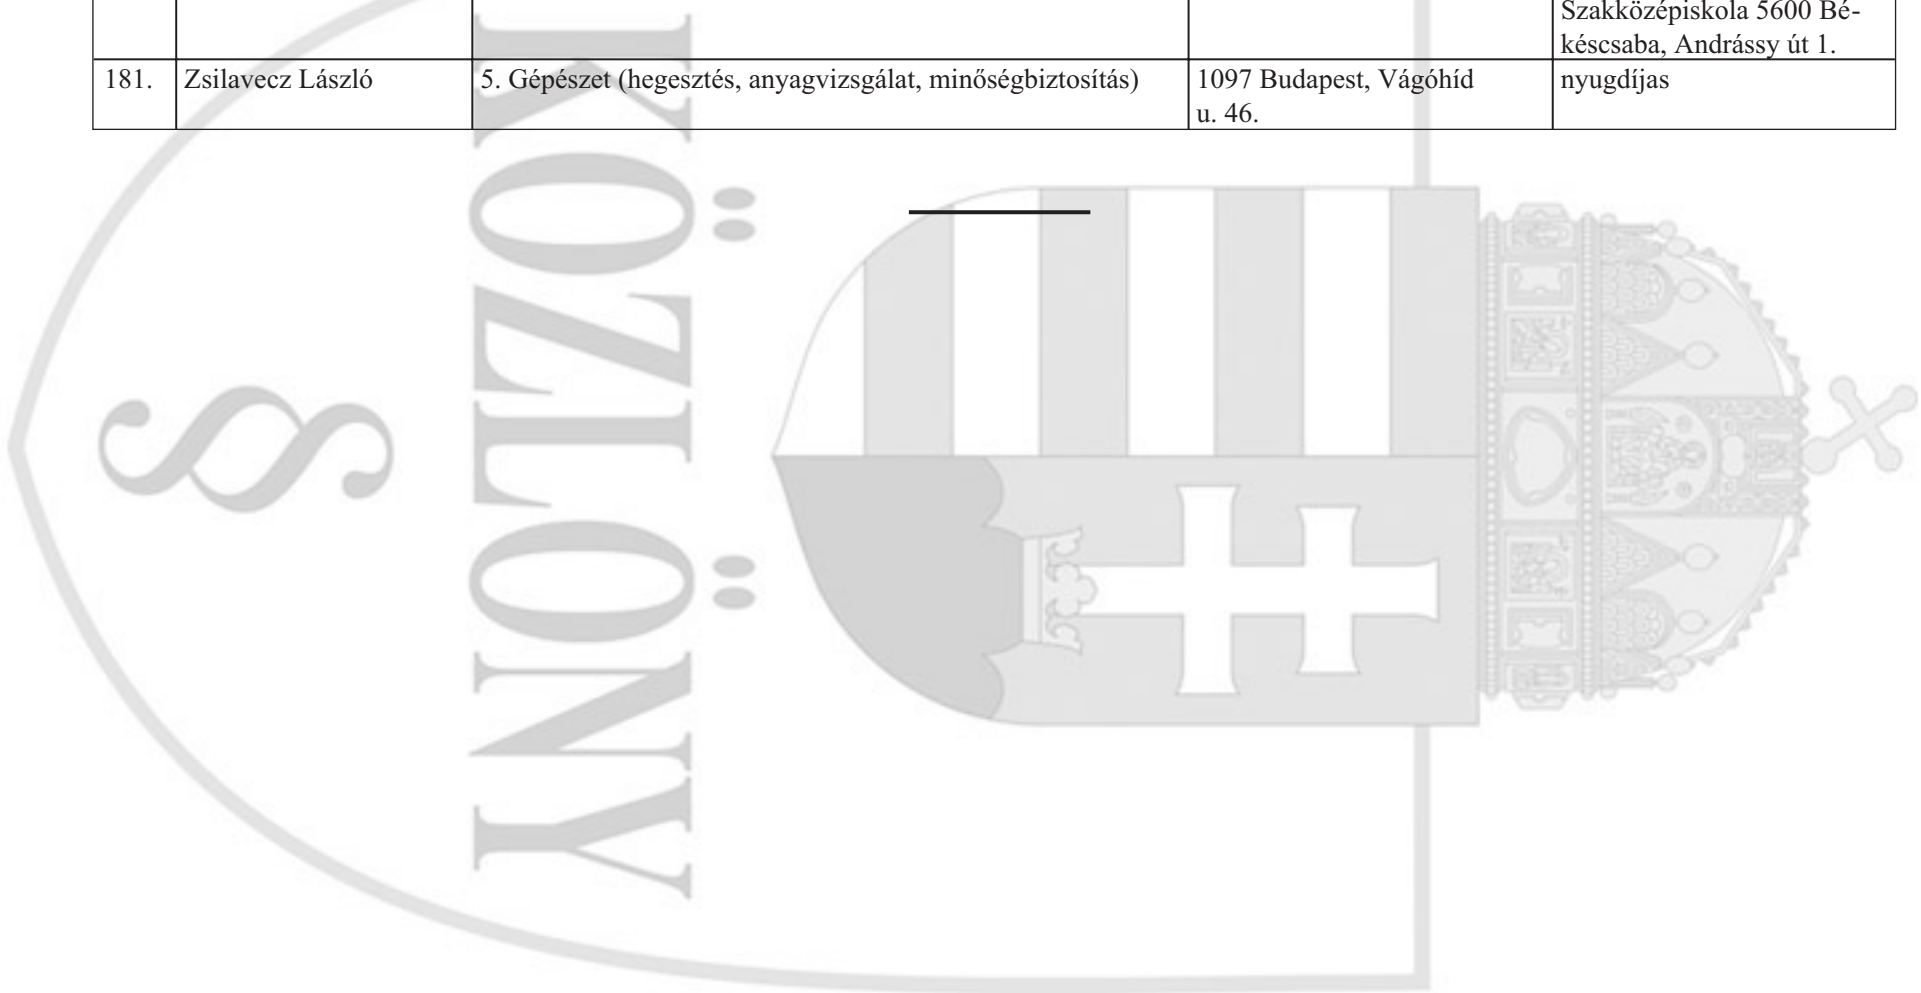 Szakközépiskola 5600 Bé-
késcsaba, Andrássy út 1.
181. Zsilavecz László 5. Gépészet (hegesztés, anyagvizsgálat, minőségbiztosítás) 1097 Budapest, Vágóhíd nyugdíjas
u. 46.
§
KÖZLÖNY